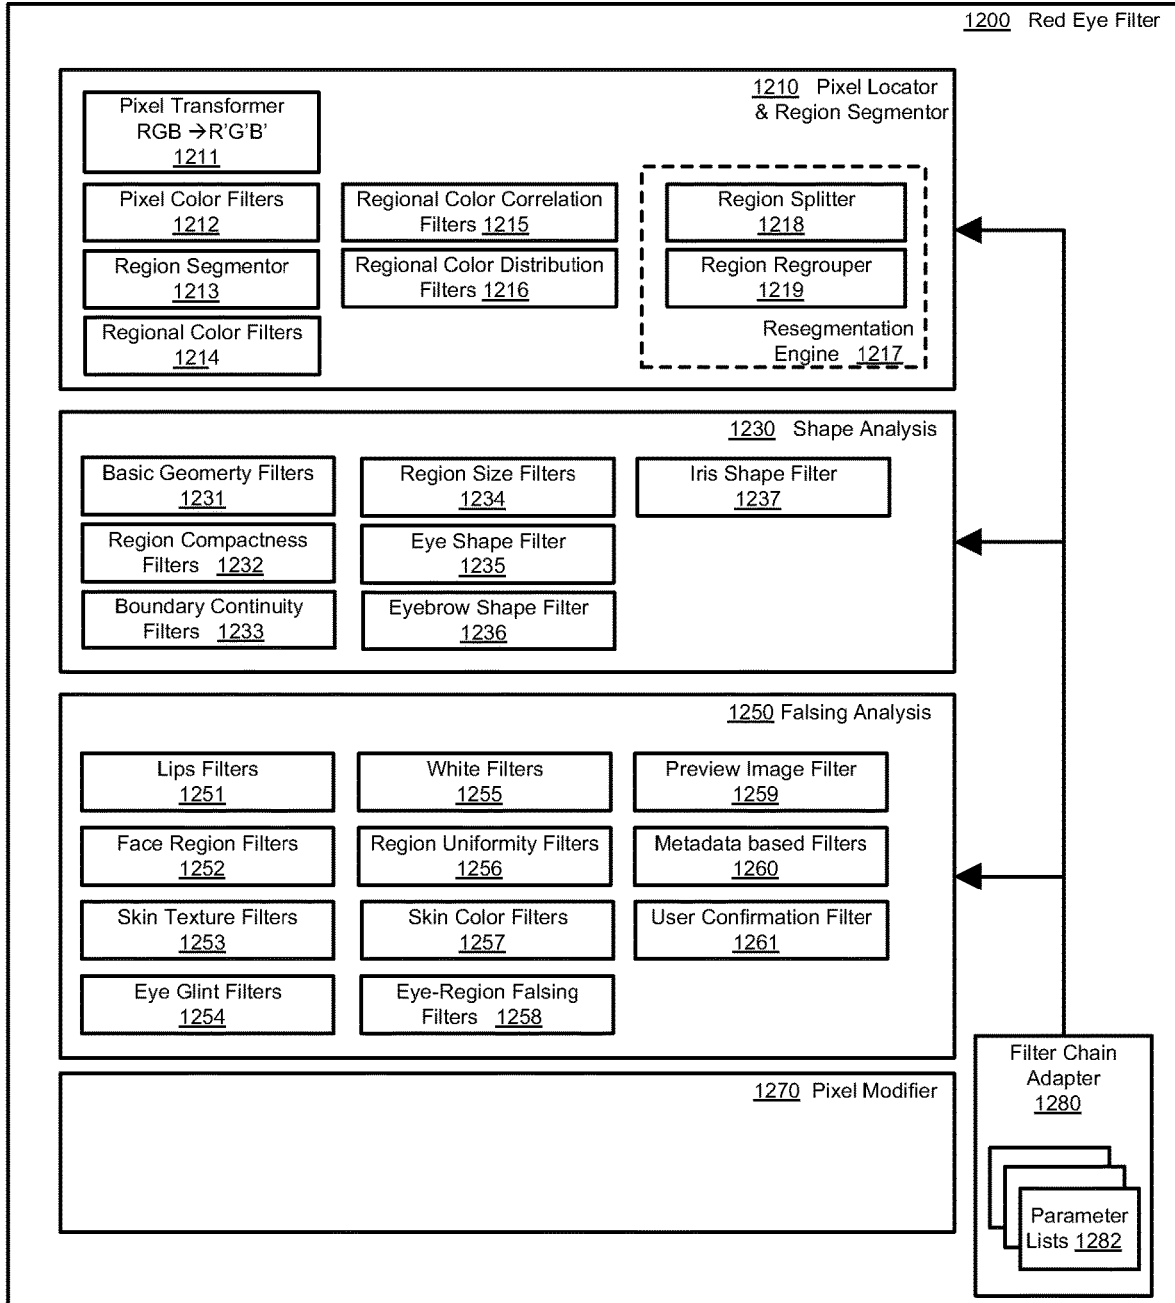 1200 Red Eye Filter
1210 Pixel Locator
& Region Segmentor
Pixel Transformer
RGB →R'G'B'
1211
Pixel Color Filters
1212
Region Segmentor
1213
Regional Color Filters
1214
Regional Color Correlation
Filters 1215
Regional Color Distribution
Filters 1216
Region Splitter
1218
Region Regrouper
1219
Resegmentation
Engine 1217
1230 Shape Analysis
Basic Geomerty Filters
1231
Region Compactness
Filters 1232
Boundary Continuity
Filters 1233
Region Size Filters
1234
Eye Shape Filter
1235
Eyebrow Shape Filter
1236
Iris Shape Filter
1237
1250 Falsing Analysis
Lips Filters
1251
Face Region Filters
1252
Skin Texture Filters
1253
Eye Glint Filters
1254
White Filters
1255
Region Uniformity Filters
1256
Skin Color Filters
1257
Eye-Region Falsing
Filters 1258
Preview Image Filter
1259
Metadata based Filters
1260
User Confirmation Filter
1261
1270 Pixel Modifier
Filter Chain
Adapter
1280
Parameter
Lists 1282